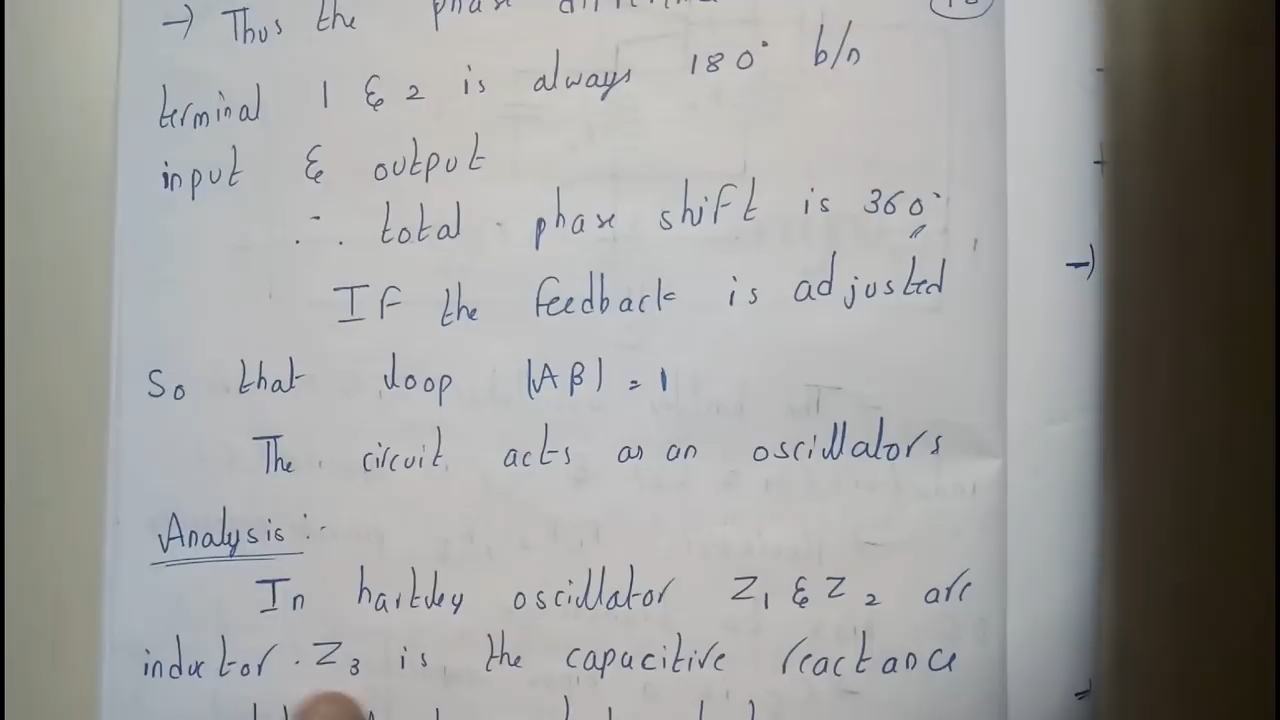 → Thus the phase
terminal 1 & 2 is always 180° b/n
input & output
∴ total phase shift is 360°
IF the feedback is adjusted
So that loop |Aβ| = 1
The circuit acts as an oscillators
Analysis :-
In hartley oscillator Z1 & Z2 are
inductor . Z3 is the capacitive reactance